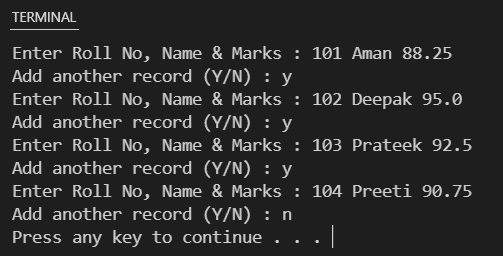 TERMINAL
Enter Roll No, Name & Marks : 101 Aman 88.25
Add another record (Y/N) : y
Enter Roll No, Name & Marks : 102 Deepak 95.0
Add another record (Y/N) : y
Enter Roll No, Name & Marks : 103 Prateek 92.5
Add another record (Y/N) : y
Enter Roll No, Name & Marks : 104 Preeti 90.75
Add another record (Y/N) : n
Press any key to continue . . .